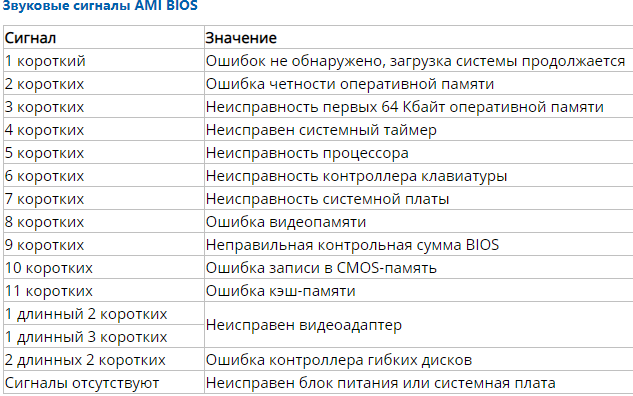 Звуковые сигналы AMI BIOS
Сигнал Значение
1 короткий Ошибок не обнаружено, загрузка системы продолжается
2 коротких Ошибка четности оперативной памяти
3 коротких Неисправность первых 64 Кбайт оперативной памяти
4 коротких Неисправен системный таймер
5 коротких Неисправность процессора
6 коротких Неисправность контроллера клавиатуры
7 коротких Неисправность системной платы
8 коротких Ошибка видеопамяти
9 коротких Неправильная контрольная сумма BIOS
10 коротких Ошибка записи в CMOS-память
11 коротких Ошибка кэш-памяти
1 длинный 2 коротких
Неисправен видеоадаптер
1 длинный 3 коротких
2 длинных 2 коротких Ошибка контроллера гибких дисков
Сигналы отсутствуют Неисправен блок питания или системная плата